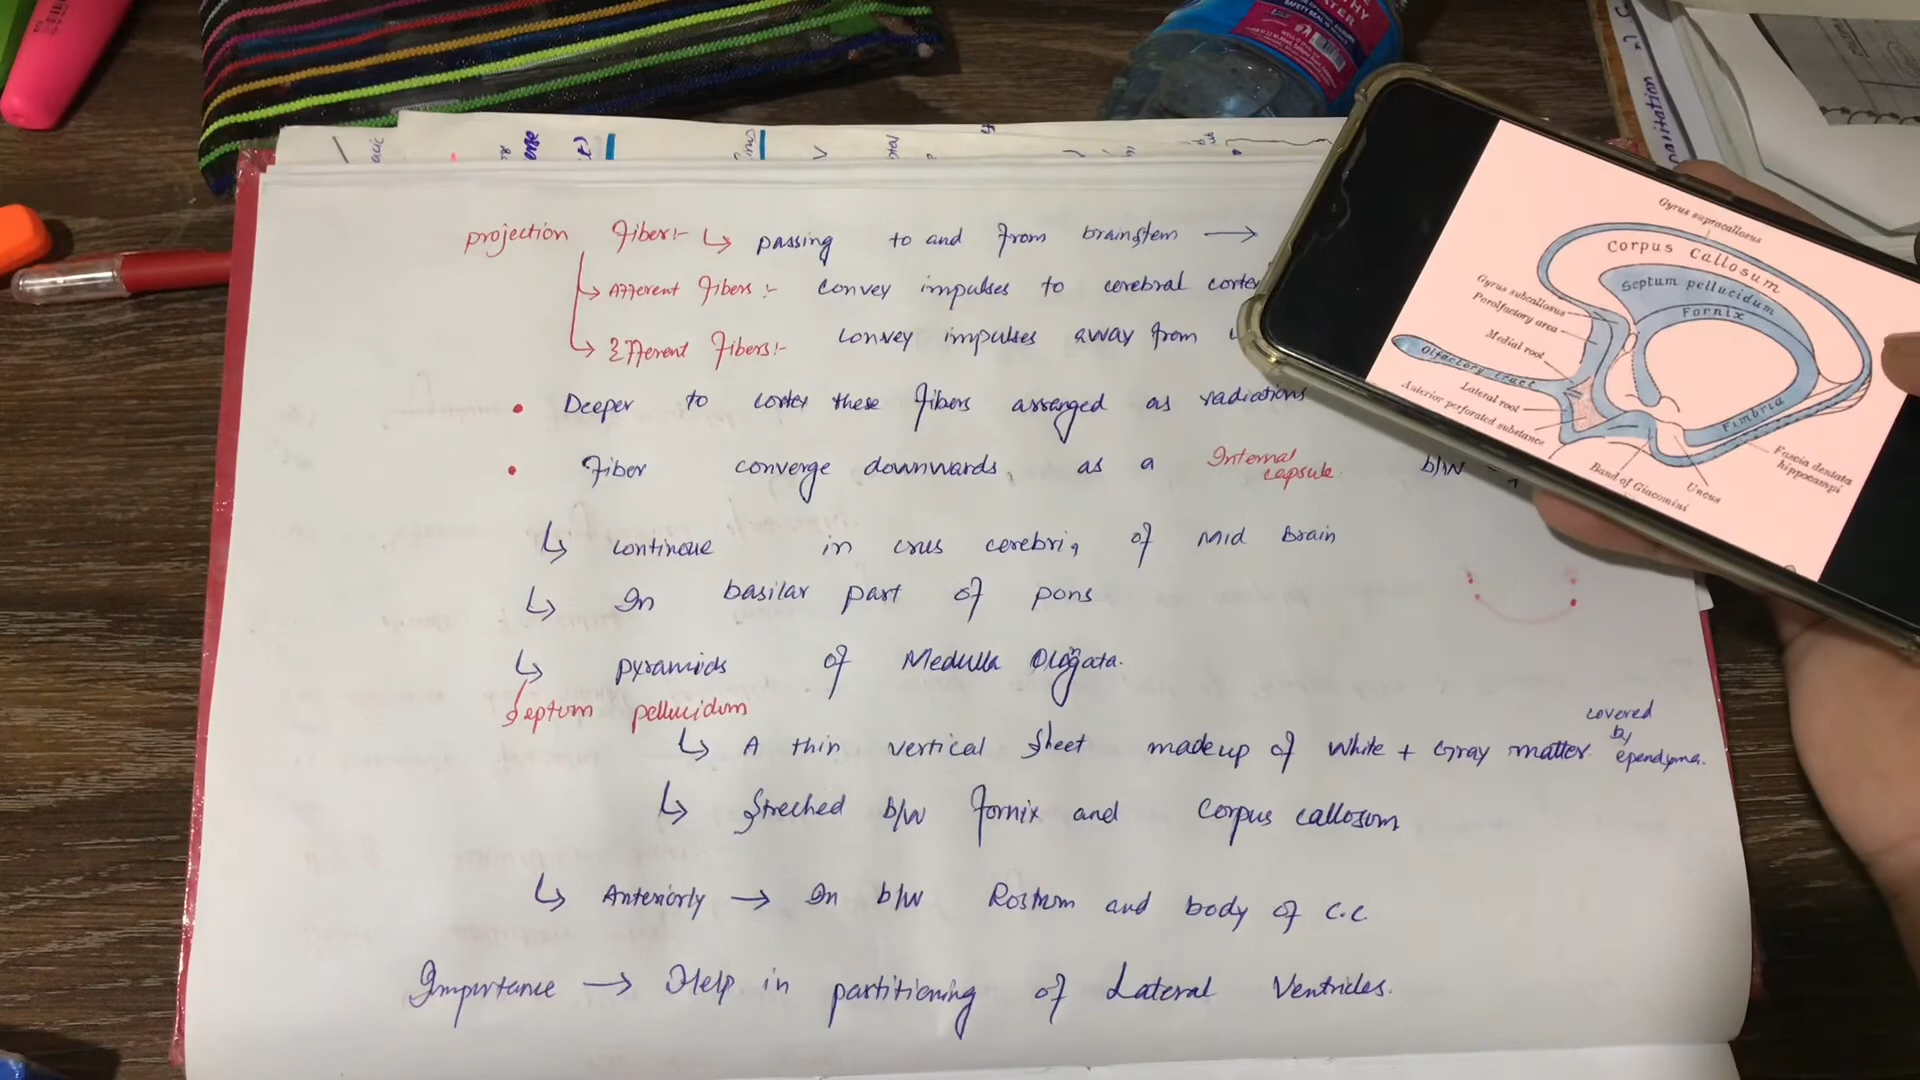 projection fiber:- ↳ passing to and from brainstem →
↳ Afferent fibers :- convey impulses to cerebral cortex
↳ Efferent fibers:- convey impulses away from
• Deeper to cortex these fibers arranged as radiations
• Fiber converge downwards, as a Internal capsule b/w
↳ continoue in crus cerebri, of Mid Brain
↳ In basilar part of pons
↳ pyramids of Medulla Olongata.
Septum pellucidum
↳ A thin vertical sheet madeup of white + Gray matter. covered by ependyma.
↳ streched b/w fornix and Corpus callosum
↳ Anteriorly → In b/w Rostrum and body of C.C.
Importance → Help in partitioning of Lateral Ventricles.
Gyrus supracallosus
Corpus Callosum
Septum pellucidum
Fornix
Gyrus subcallosus
Parolfactory area
Medial root
Olfactory tract
Lateral root
Anterior perforated substance
Fimbria
Fascia dentata hippocampi
Uncus
Band of Giacomini